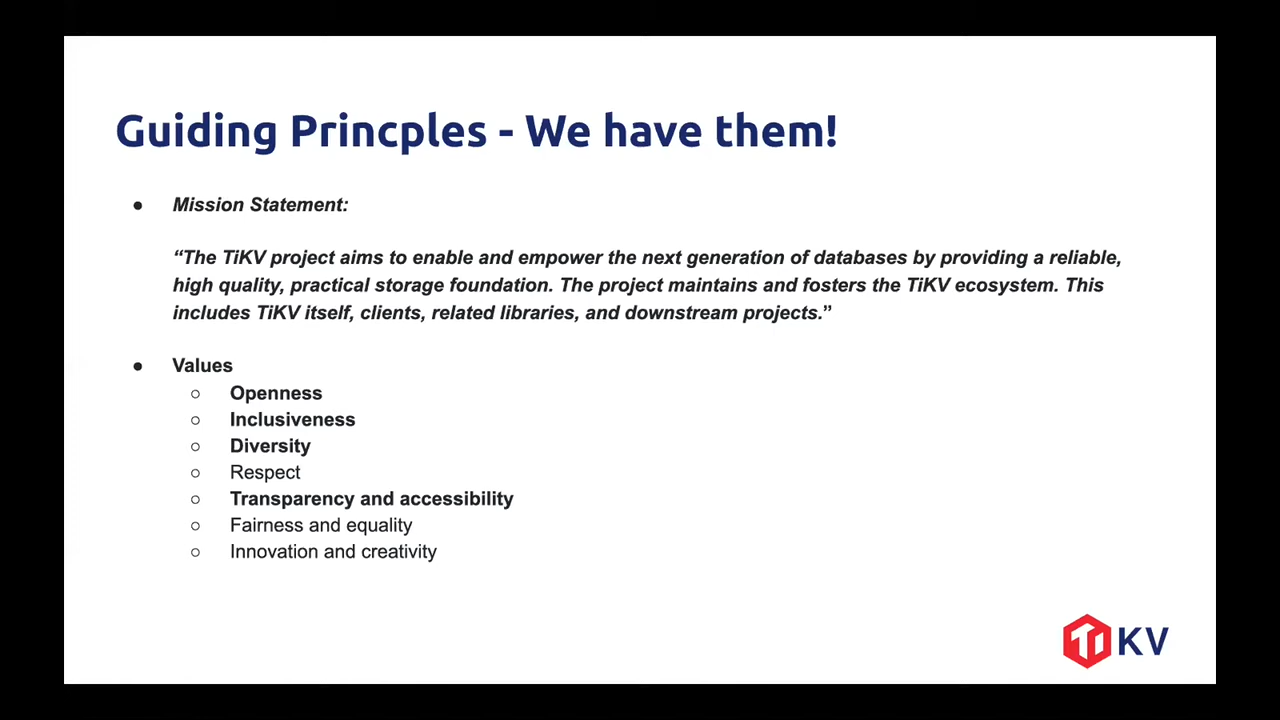 Guiding Princples - We have them!
● Mission Statement:
“The TiKV project aims to enable and empower the next generation of databases by providing a reliable,
high quality, practical storage foundation. The project maintains and fosters the TiKV ecosystem. This
includes TiKV itself, clients, related libraries, and downstream projects.”
● Values
○ Openness
○ Inclusiveness
○ Diversity
○ Respect
○ Transparency and accessibility
○ Fairness and equality
○ Innovation and creativity
TiKV